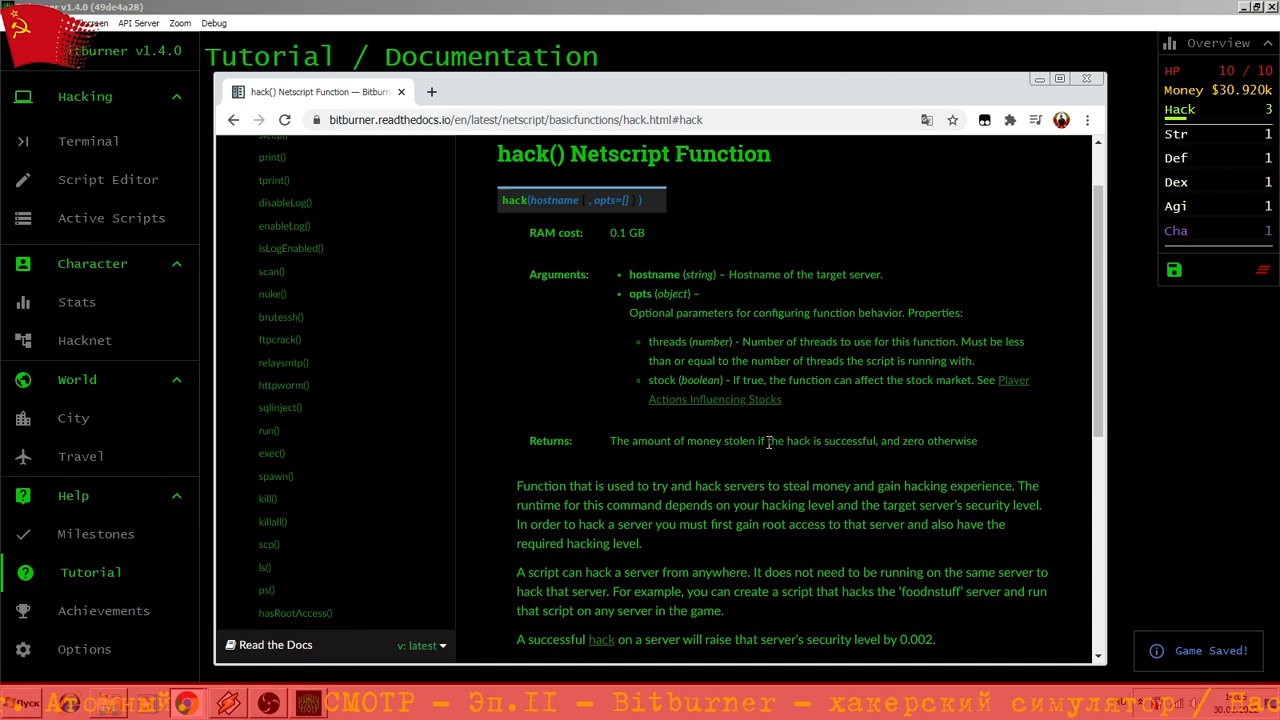 v1.4.0 (49de4a28)
screen API Server Zoom Debug
Bitburner v1.4.0
Hacking
Terminal
Script Editor
Active Scripts
Character
Stats
Hacknet
World
City
Travel
Help
Milestones
Tutorial
Achievements
Options
Tutorial / Documentation
hack() Netscript Function — Bitburn
bitburner.readthedocs.io/en/latest/netscript/basicfunctions/hack.html#hack
sleep()
print()
tprint()
disableLog()
enableLog()
isLogEnabled()
scan()
nuke()
brutessh()
ftpcrack()
relaysmtp()
httpworm()
sqlinject()
run()
exec()
spawn()
kill()
killall()
scp()
ls()
ps()
hasRootAccess()
Read the Docs v: latest
hack() Netscript Function
hack(hostname[, opts={}])
RAM cost: 0.1 GB
Arguments: • hostname (string) – Hostname of the target server.
• opts (object) –
Optional parameters for configuring function behavior. Properties:
◦ threads (number) - Number of threads to use for this function. Must be less
than or equal to the number of threads the script is running with.
◦ stock (boolean) - If true, the function can affect the stock market. See Player
Actions Influencing Stocks
Returns: The amount of money stolen if the hack is successful, and zero otherwise
Function that is used to try and hack servers to steal money and gain hacking experience. The
runtime for this command depends on your hacking level and the target server's security level.
In order to hack a server you must first gain root access to that server and also have the
required hacking level.
A script can hack a server from anywhere. It does not need to be running on the same server to
hack that server. For example, you can create a script that hacks the 'foodnstuff' server and run
that script on any server in the game.
A successful hack on a server will raise that server's security level by 0.002.
Overview
HP 10 / 10
Money $30.920k
Hack 3
Str 1
Def 1
Dex 1
Agi 1
Cha 1
Game Saved!
Пуск
Атомный СМОТР – Эп.II – Bitburner – хакерский симулятор /